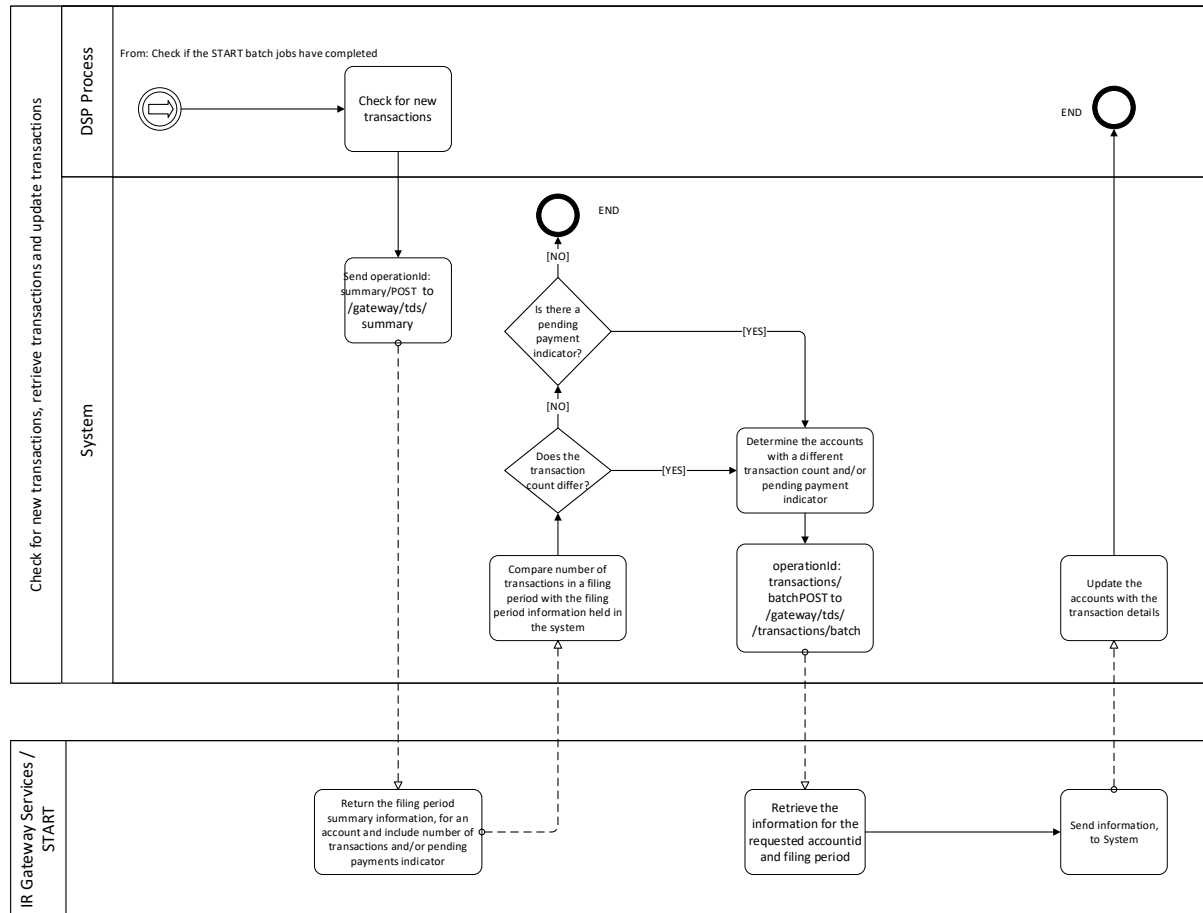 Check for new transactions, retrieve transactions and update transactions
DSP Process
From: Check if the START batch jobs have completed
Check for new
transactions
END
System
Send operationId:
summary/POST to
/gateway/tds/
summary
END
[NO]
Is there a
pending
payment
indicator?
[YES]
[NO]
Does the
transaction
count differ?
[YES]
Determine the accounts
with a different
transaction count and/or
pending payment
indicator
Compare number of
transactions in a filing
period with the filing
period information held in
the system
operationId:
transactions/
batchPOST to
/gateway/tds/
/transactions/batch
Update the
accounts with the
transaction details
IR Gateway Services /
START
Return the filing period
summary information, for an
account and include number of
transactions and/or pending
payments indicator
Retrieve the
information for the
requested accountid
and filing period
Send information,
to System